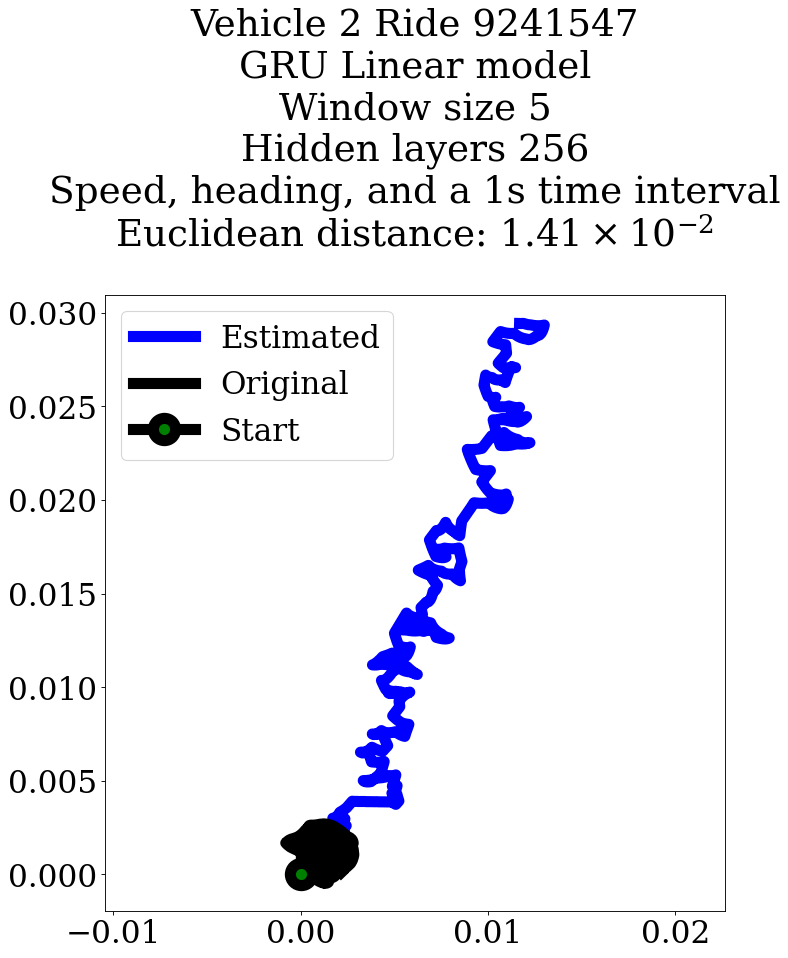 Vehicle 2 Ride 9241547
GRU Linear model
Window size 5
Hidden layers 256
Speed, heading, and a 1s time interval
Euclidean distance: 1.41 × 10⁻²
Estimated
Original
Start
0.030
0.025
0.020
0.015
0.010
0.005
0.000
−0.01 0.00 0.01 0.02